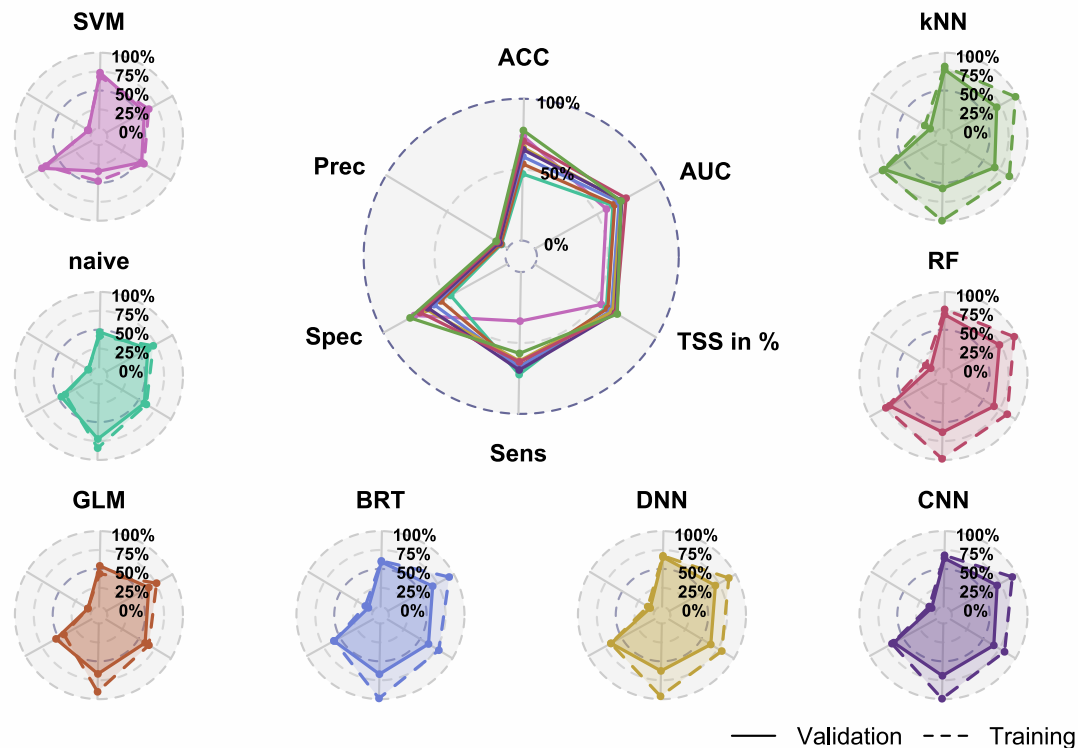 SVM
100%
75%
50%
25%
0%
kNN
100%
75%
50%
25%
0%
ACC
100%
50%
0%
AUC
TSS in %
Sens
Spec
Prec
naive
100%
75%
50%
25%
0%
RF
100%
75%
50%
25%
0%
GLM
100%
75%
50%
25%
0%
BRT
100%
75%
50%
25%
0%
DNN
100%
75%
50%
25%
0%
CNN
100%
75%
50%
25%
0%
Validation
Training